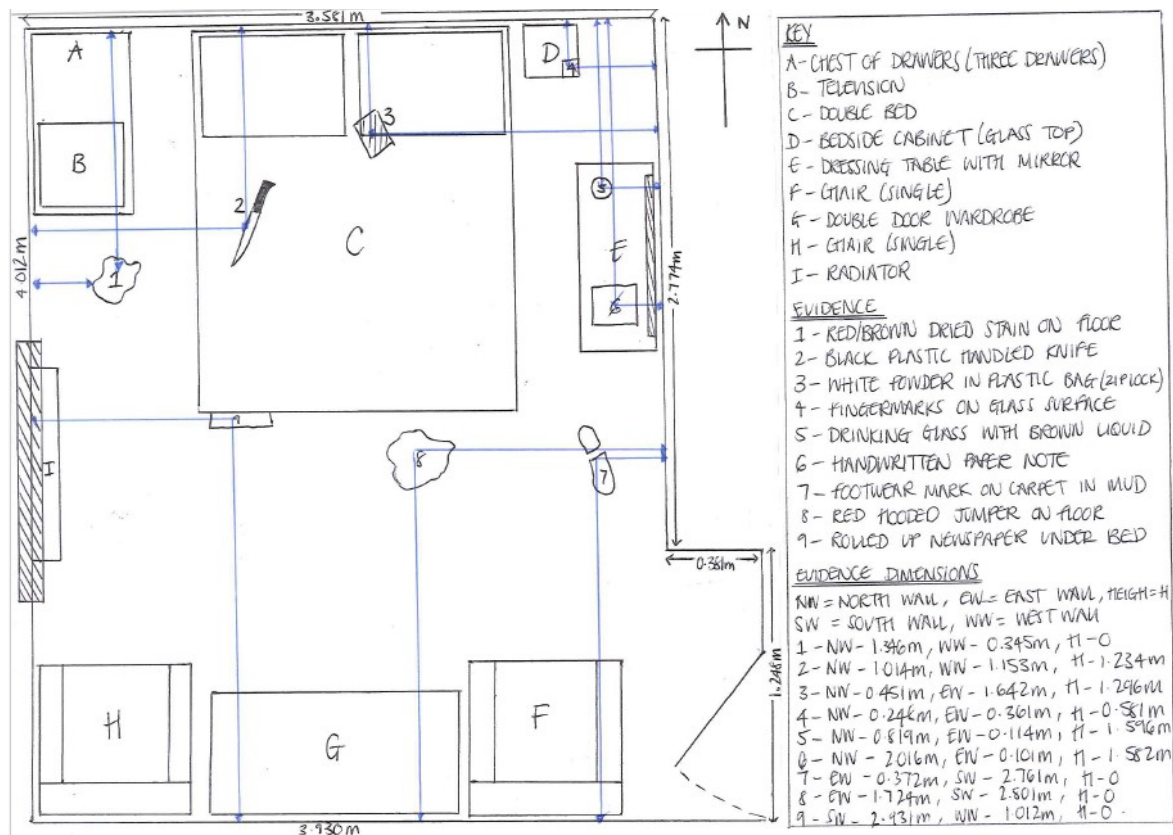 3.581m
N
A
B
C
D
E
F
G
H
I
1
2
3
4
5
6
7
8
9
4.012m
2.774m
0.381m
1.248m
3.930m
KEY
A - CHEST OF DRAWERS (THREE DRAWERS)
B - TELEVISION
C - DOUBLE BED
D - BEDSIDE CABINET (GLASS TOP)
E - DRESSING TABLE WITH MIRROR
F - CHAIR (SINGLE)
G - DOUBLE DOOR WARDROBE
H - CHAIR (SINGLE)
I - RADIATOR
EVIDENCE
1 - RED/BROWN DRIED STAIN ON FLOOR
2 - BLACK PLASTIC HANDLED KNIFE
3 - WHITE POWDER IN PLASTIC BAG (ZIPLOCK)
4 - FINGERMARKS ON GLASS SURFACE
5 - DRINKING GLASS WITH BROWN LIQUID
6 - HANDWRITTEN PAPER NOTE
7 - FOOTWEAR MARK ON CARPET IN MUD
8 - RED HOODED JUMPER ON FLOOR
9 - ROLLED UP NEWSPAPER UNDER BED
EVIDENCE DIMENSIONS
NW = NORTH WALL, EW = EAST WALL, HEIGH = H
SW = SOUTH WALL, WW = WEST WALL
1 - NW - 1.346m, WW - 0.345m, H - 0
2 - NW - 1.014m, WW - 1.153m, H - 1.234m
3 - NW - 0.451m, EW - 1.642m, H - 1.296m
4 - NW - 0.246m, EW - 0.361m, H - 0.581m
5 - NW - 0.819m, EW - 0.114m, H - 1.596m
6 - NW - 2016m, EW - 0.101m, H - 1.582m
7 - EW - 0.372m, SW - 2.761m, H - 0
8 - EW - 1.724m, SW - 2.801m, H - 0
9 - SW - 2.931m, WW - 1.012m, H - 0.